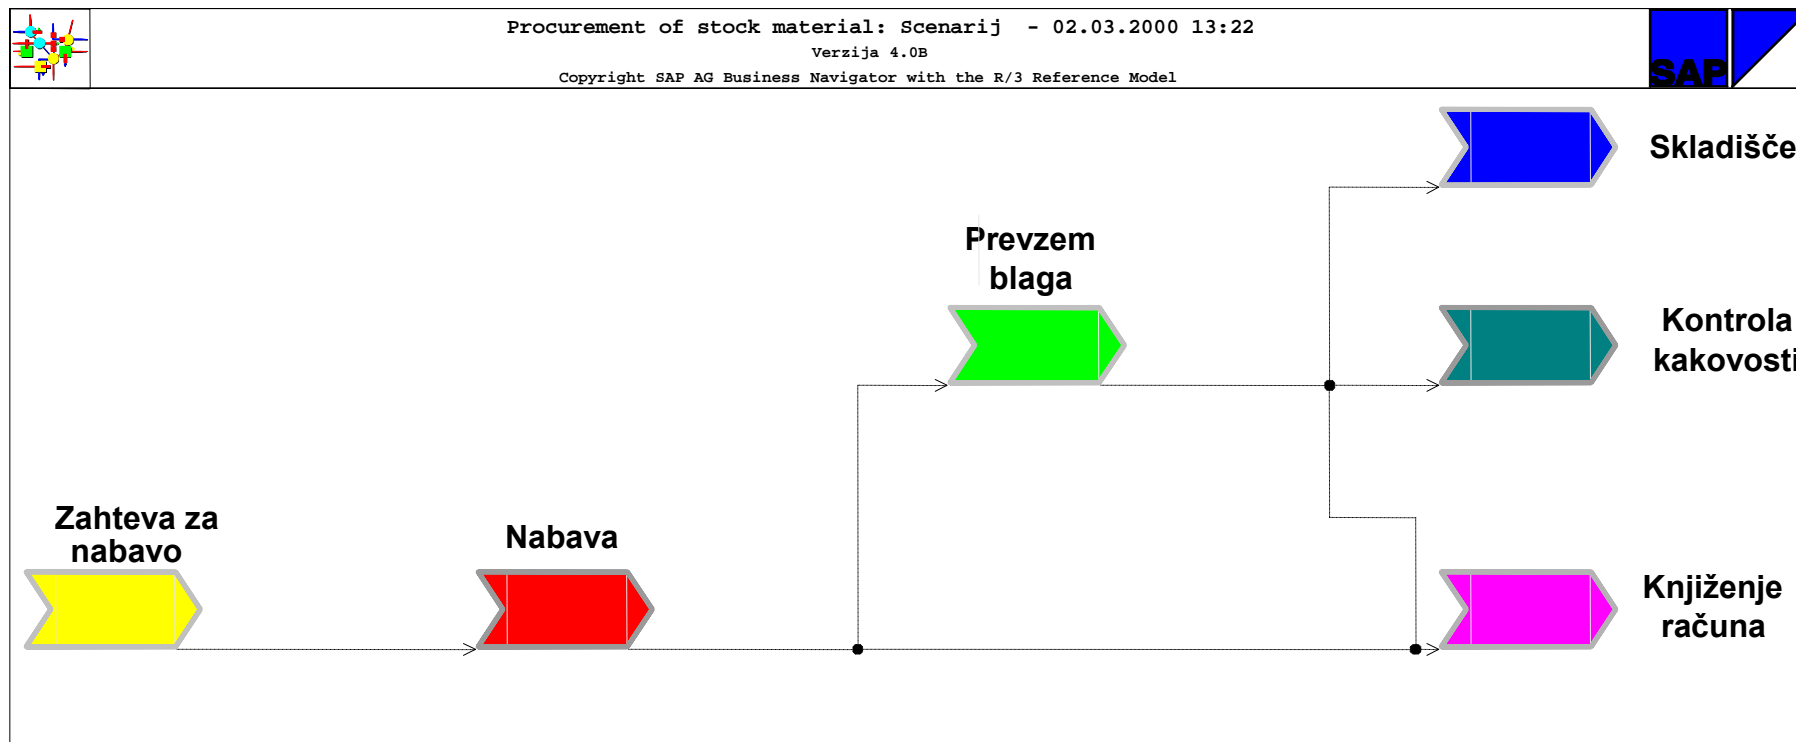 Procurement of stock material: Scenarij - 02.03.2000 13:22
Verzija 4.0B
Copyright SAP AG Business Navigator with the R/3 Reference Model
SAP
Skladišče
Prevzem
blaga
Kontrola
kakovosti
Zahteva za
nabavo
Nabava
Knjiženje
računa